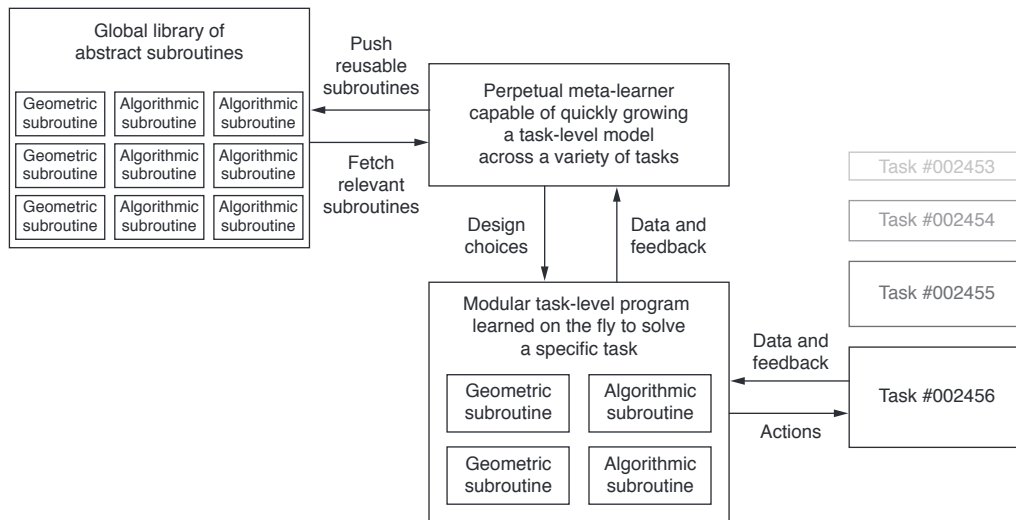 Global library of
abstract subroutines
Geometric
subroutine
Algorithmic
subroutine
Algorithmic
subroutine
Geometric
subroutine
Algorithmic
subroutine
Algorithmic
subroutine
Geometric
subroutine
Algorithmic
subroutine
Algorithmic
subroutine
Push
reusable
subroutines
Fetch
relevant
subroutines
Perpetual meta-learner
capable of quickly growing
a task-level model
across a variety of tasks
Design
choices
Data and
feedback
Modular task-level program
learned on the fly to solve
a specific task
Geometric
subroutine
Algorithmic
subroutine
Geometric
subroutine
Algorithmic
subroutine
Data and
feedback
Actions
Task #002453
Task #002454
Task #002455
Task #002456